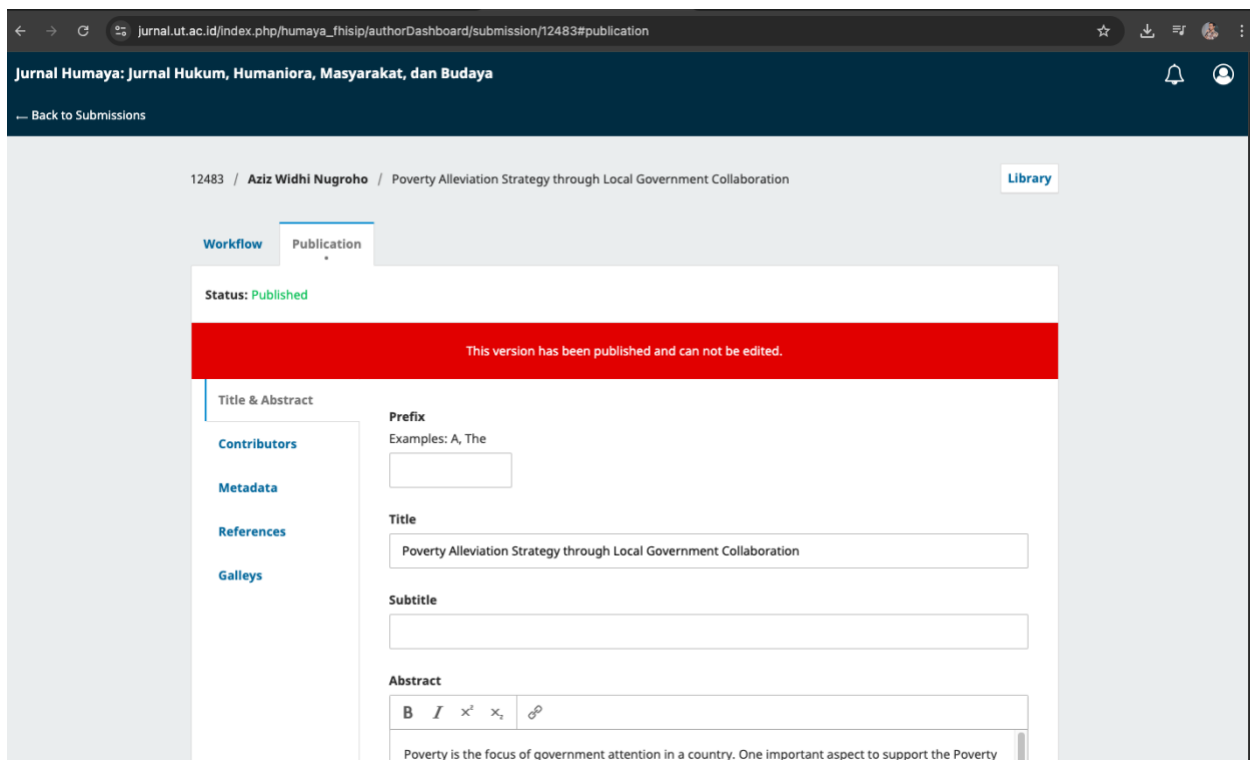 jurnal.ut.ac.id/index.php/humaya_fhisip/authorDashboard/submission/12483#publication
Jurnal Humaya: Jurnal Hukum, Humaniora, Masyarakat, dan Budaya
← Back to Submissions
12483 / Aziz Widhi Nugroho / Poverty Alleviation Strategy through Local Government Collaboration
Library
Workflow Publication
Status: Published
This version has been published and can not be edited.
Title & Abstract
Contributors
Metadata
References
Galleys
Prefix
Examples: A, The
Title
Poverty Alleviation Strategy through Local Government Collaboration
Subtitle
Abstract
B I x² x₂
Poverty is the focus of government attention in a country. One important aspect to support the Poverty